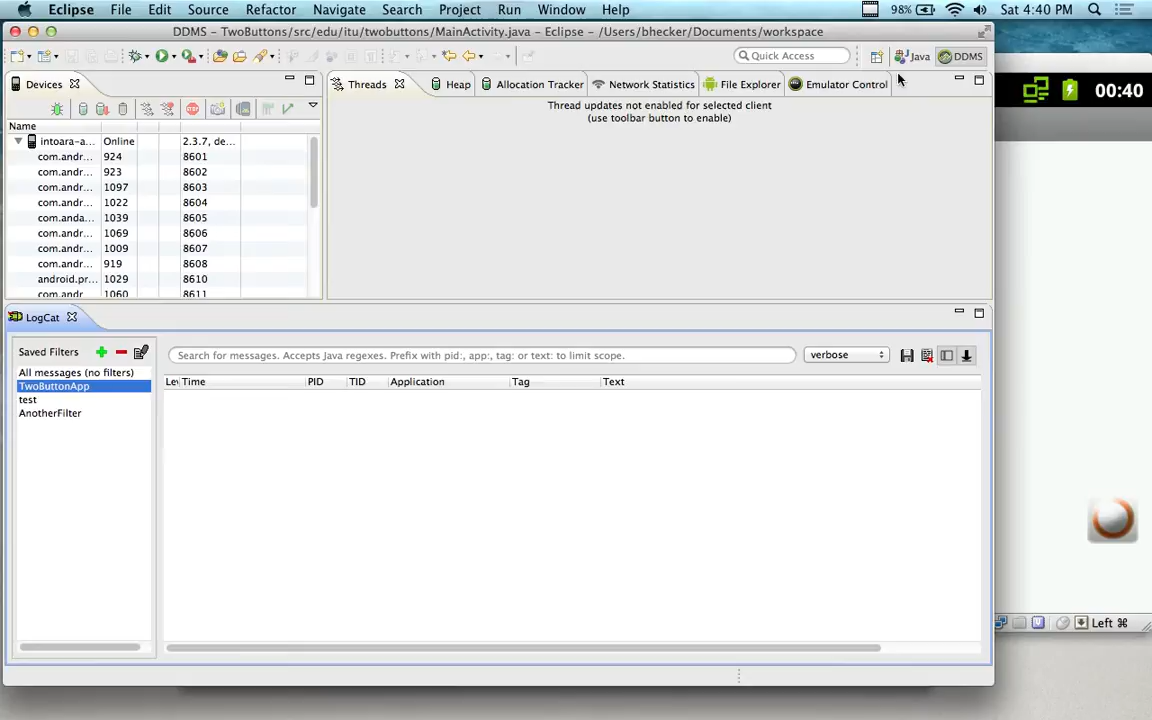 Eclipse File Edit Source Refactor Navigate Search Project Run Window Help 98% Sat 4:40 PM
DDMS - TwoButtons/src/edu/itu/twobuttons/MainActivity.java - Eclipse - /Users/bhecker/Documents/workspace
Quick Access Java DDMS
00:40
Devices Threads Heap Allocation Tracker Network Statistics File Explorer Emulator Control
Thread updates not enabled for selected client
(use toolbar button to enable)
Name
intoara-a... Online 2.3.7, de...
com.andr... 924 8601
com.andr... 923 8602
com.andr... 1097 8603
com.andr... 1022 8604
com.anda... 1039 8605
com.andr... 1069 8606
com.andr... 1009 8607
com.andr... 919 8608
android.pr... 1029 8610
com.andr 1060 8611
LogCat
Saved Filters
Search for messages. Accepts Java regexes. Prefix with pid:, app:, tag: or text: to limit scope. verbose
All messages (no filters)
TwoButtonApp
test
AnotherFilter
Le Time PID TID Application Tag Text
Left ⌘